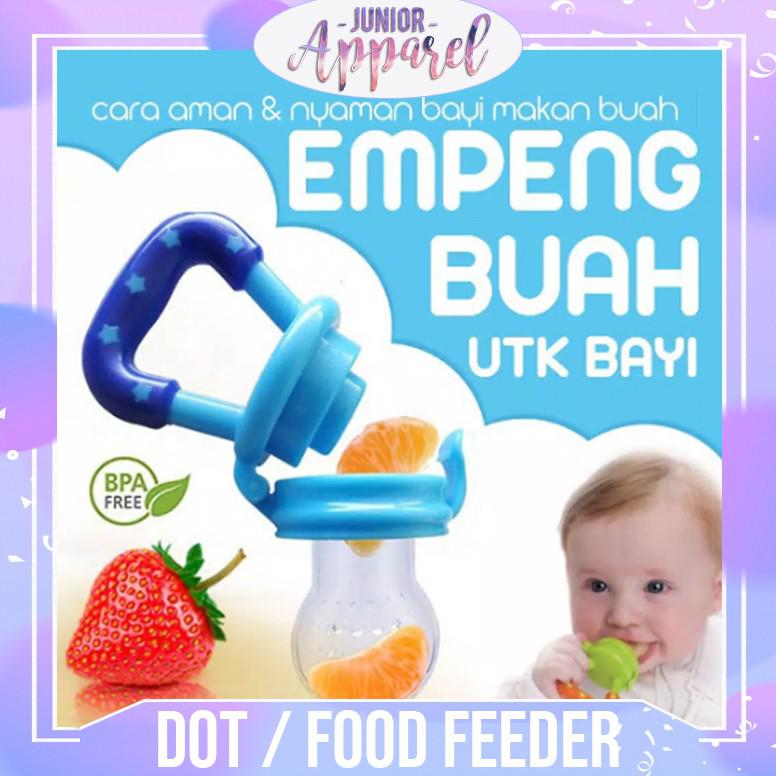 -JUNIOR-
Apparel
cara aman & nyaman bayi makan buah
EMPENG
BUAH
UTK BAYI
BPA
FREE
DOT / FOOD FEEDER